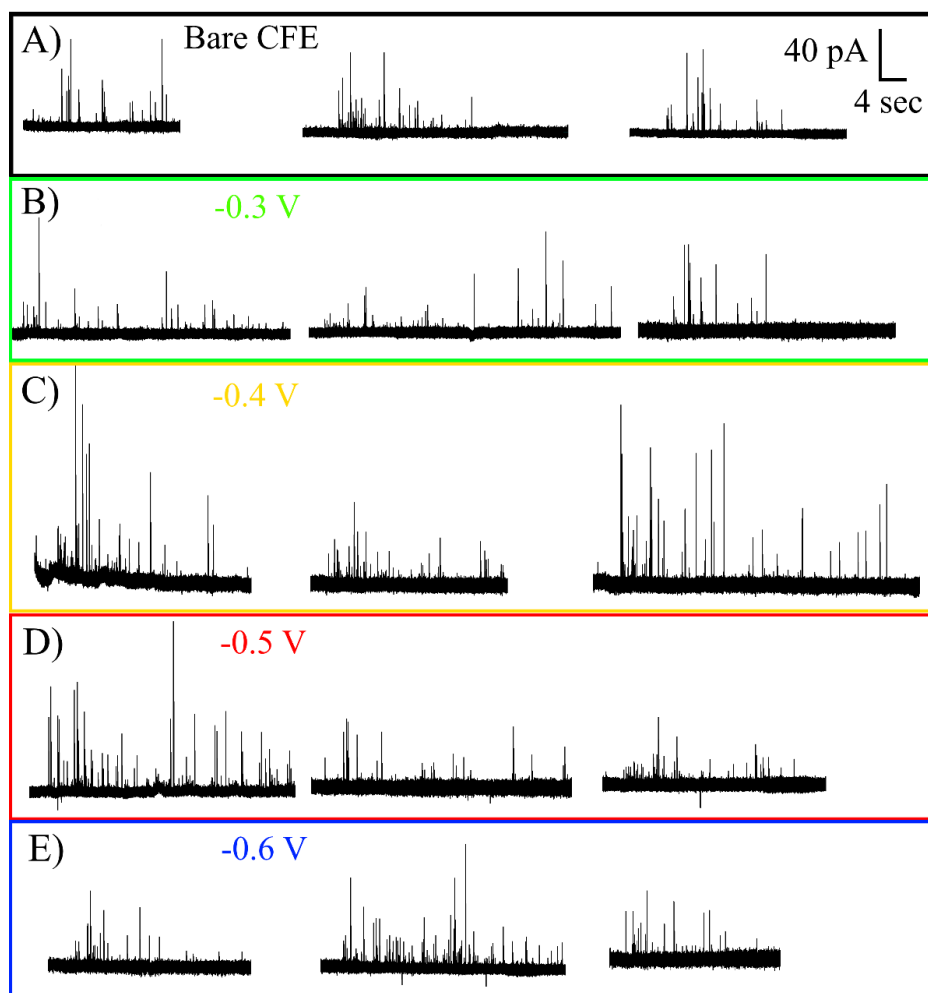 A) Bare CFE
40 pA
4 sec
B) -0.3 V
C) -0.4 V
D) -0.5 V
E) -0.6 V